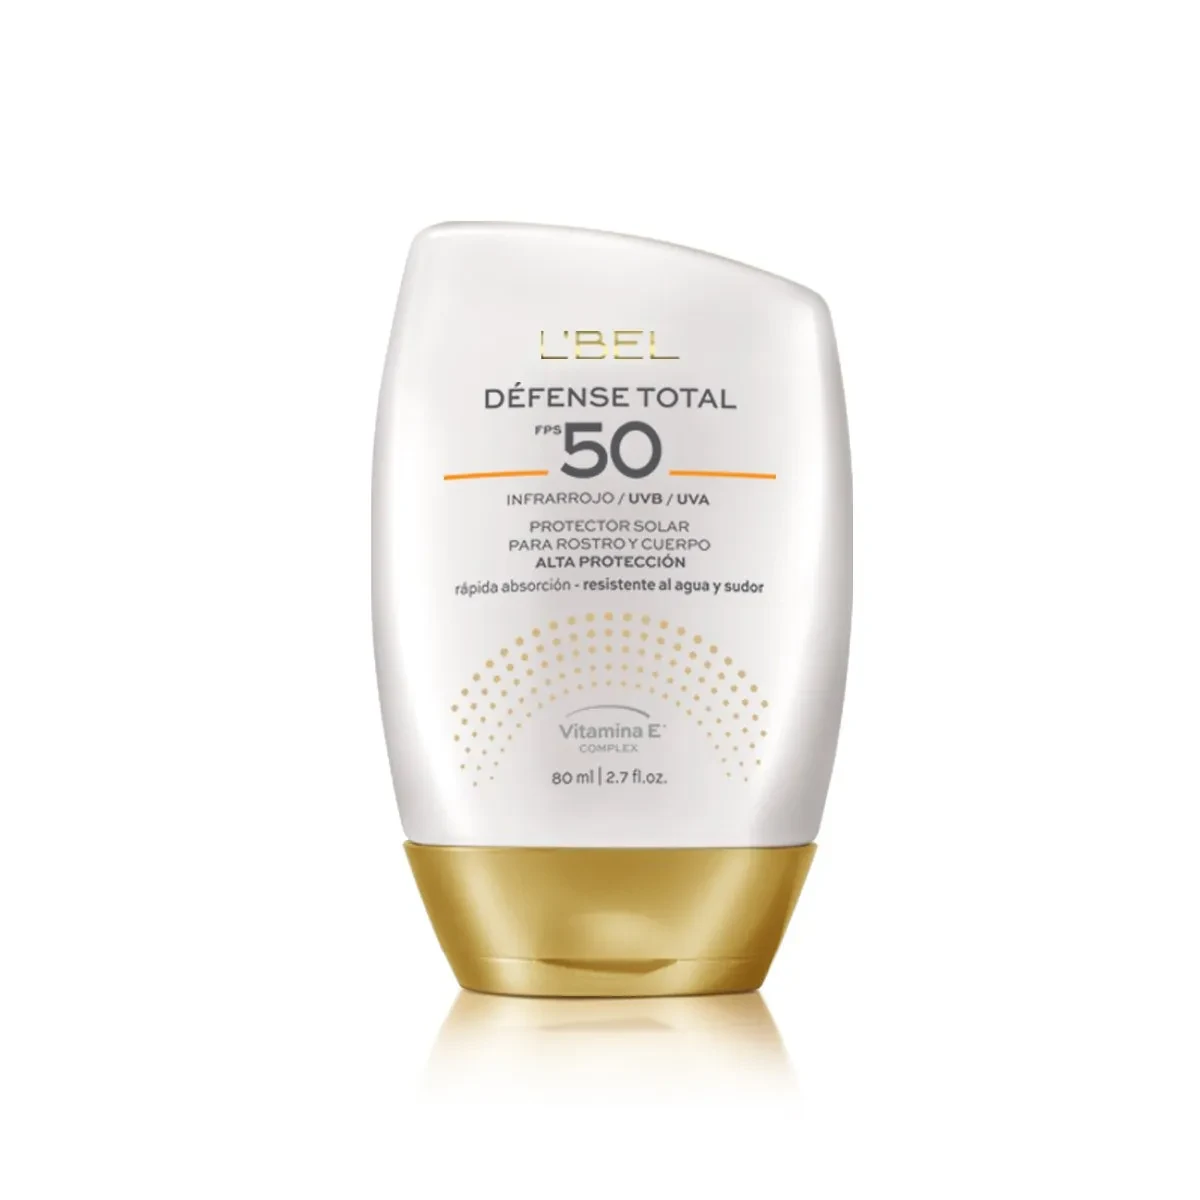 L'BEL
DÉFENSE TOTAL
FPS 50
INFRARROJO / UVB / UVA
PROTECTOR SOLAR
PARA ROSTRO Y CUERPO
ALTA PROTECCIÓN
rápida absorción - resistente al agua y sudor
Vitamina E+
COMPLEX
80 ml | 2.7 fl.oz.